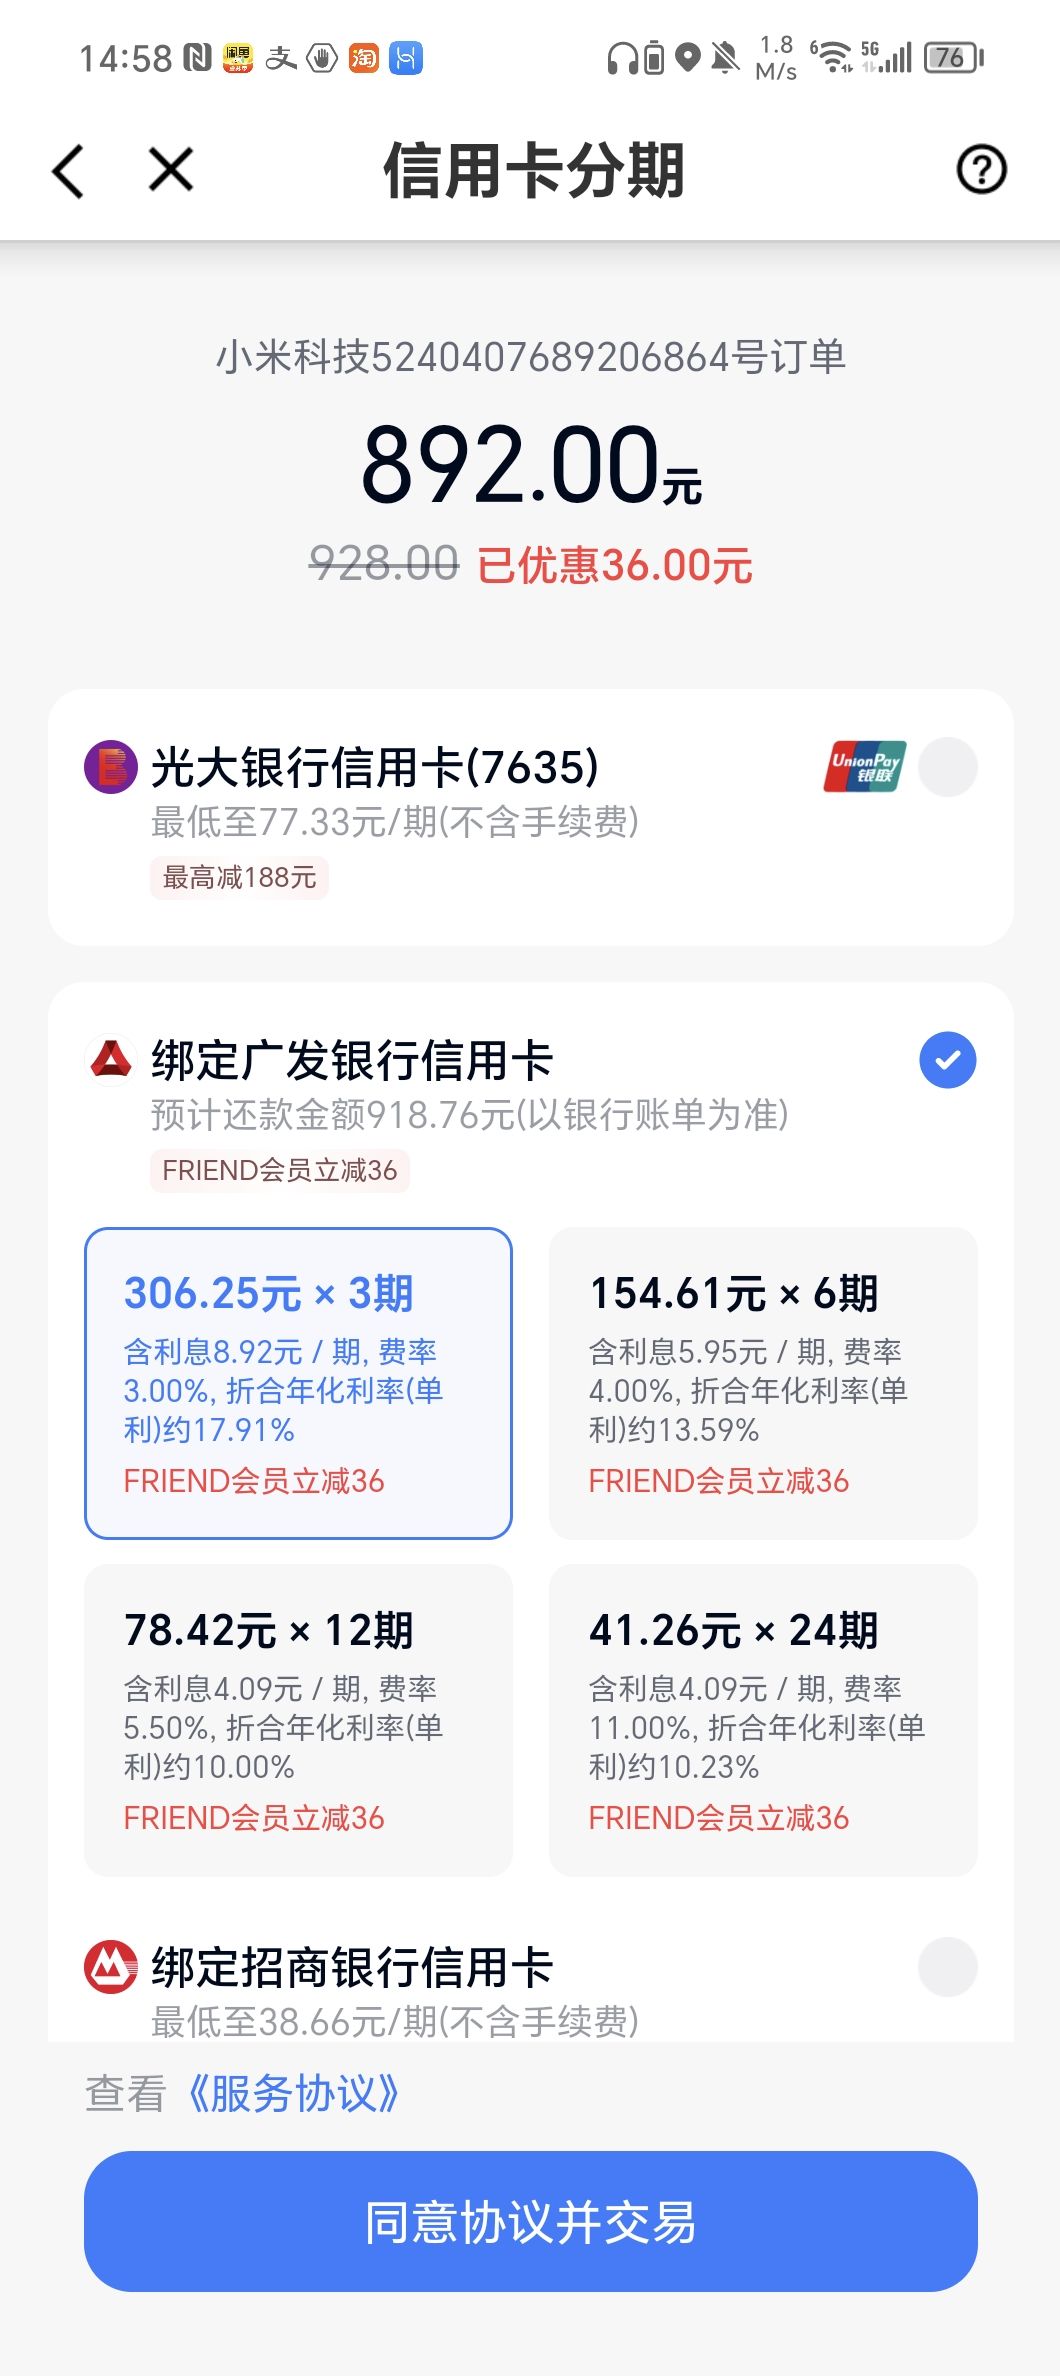 14:58
1.8
M/s
6
5G
76
信用卡分期
小米科技5240407689206864号订单
892.00元
928.00 已优惠36.00元
光大银行信用卡(7635)
UnionPay
银联
最低至77.33元/期(不含手续费)
最高减188元
绑定广发银行信用卡
预计还款金额918.76元(以银行账单为准)
FRIEND会员立减36
306.25元 × 3期
含利息8.92元 / 期, 费率
3.00%, 折合年化利率(单
利)约17.91%
FRIEND会员立减36
154.61元 × 6期
含利息5.95元 / 期, 费率
4.00%, 折合年化利率(单
利)约13.59%
FRIEND会员立减36
78.42元 × 12期
含利息4.09元 / 期, 费率
5.50%, 折合年化利率(单
利)约10.00%
FRIEND会员立减36
41.26元 × 24期
含利息4.09元 / 期, 费率
11.00%, 折合年化利率(单
利)约10.23%
FRIEND会员立减36
绑定招商银行信用卡
最低至38.66元/期(不含手续费)
查看《服务协议》
同意协议并交易